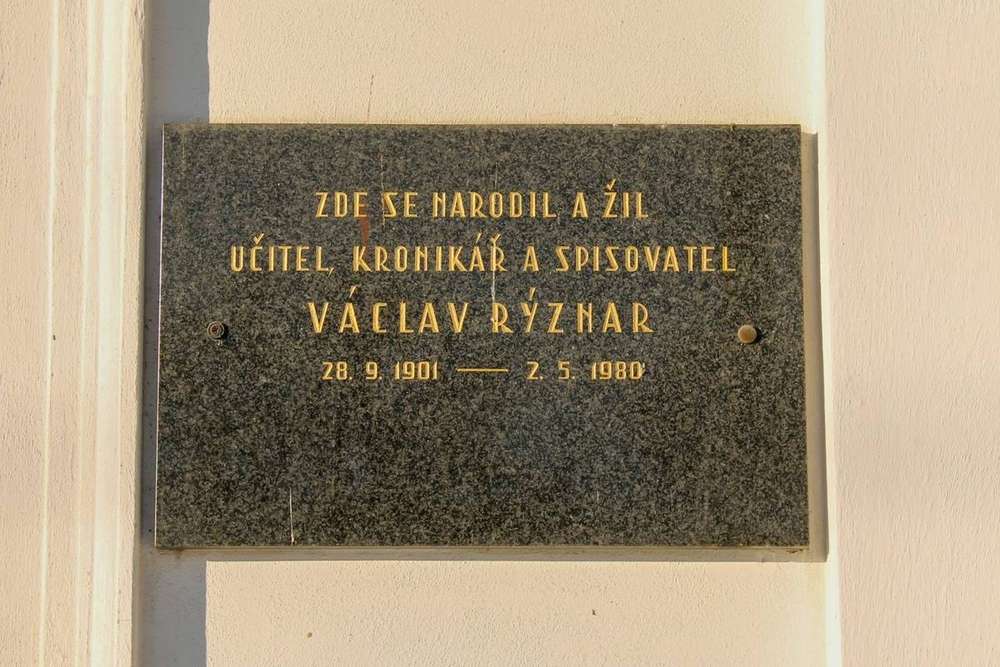 ZDE SE NARODIL A ŽIL
UČITEL, KRONIKÁŘ A SPISOVATEL
VÁCLAV RÝZNAR
28. 9. 1901 — 2. 5. 1980